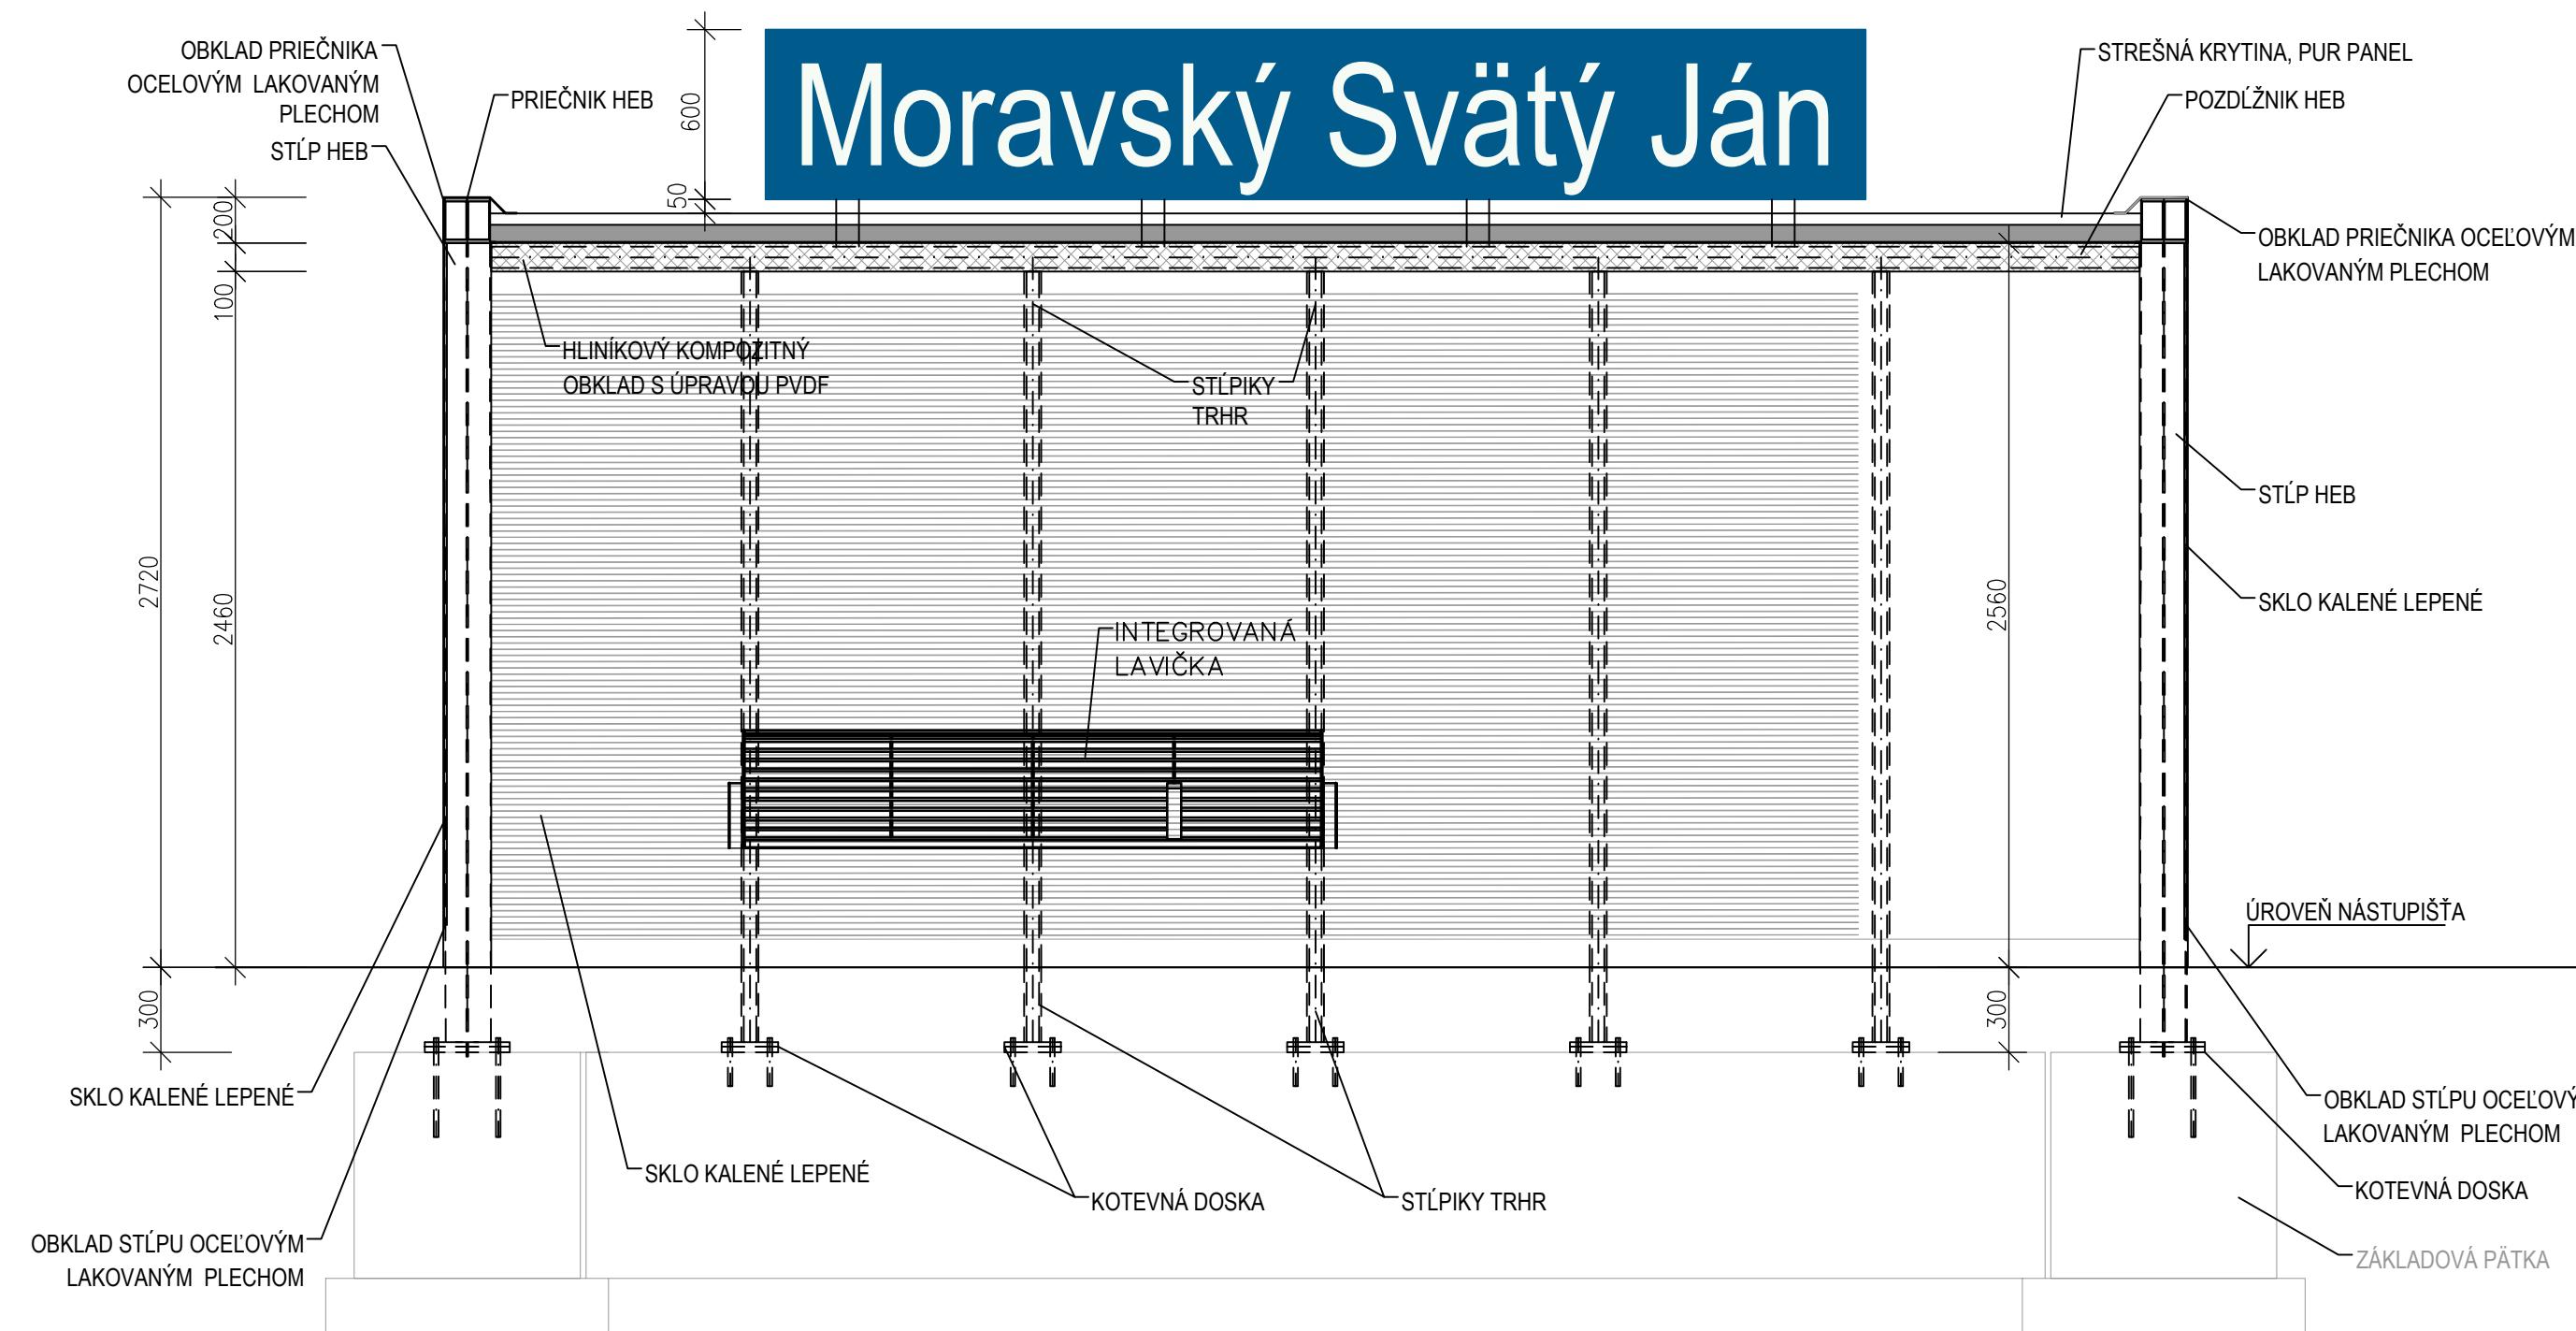 OBKLAD PRIEČNIKA
OCELOVÝM LAKOVANÝM
PLECHOM
STĹP HEB
PRIEČNIK HEB
600
50
Moravský Svätý Ján
STREŠNÁ KRYTINA, PUR PANEL
POZDĹŽNIK HEB
OBKLAD PRIEČNIKA OCEĽOVÝM
LAKOVANÝM PLECHOM
200
100
2720
2460
300
HLINÍKOVÝ KOMPOZITNÝ
OBKLAD S ÚPRAVOU PVDF
STĹPIKY
TRHR
INTEGROVANÁ
LAVIČKA
2560
300
STĹP HEB
SKLO KALENÉ LEPENÉ
ÚROVEŇ NÁSTUPIŠŤA
SKLO KALENÉ LEPENÉ
OBKLAD STĹPU OCEĽOVÝM
LAKOVANÝM PLECHOM
SKLO KALENÉ LEPENÉ
KOTEVNÁ DOSKA
STĹPIKY TRHR
OBKLAD STĹPU OCEĽOVÝ
LAKOVANÝM PLECHOM
KOTEVNÁ DOSKA
ZÁKLADOVÁ PÄTKA